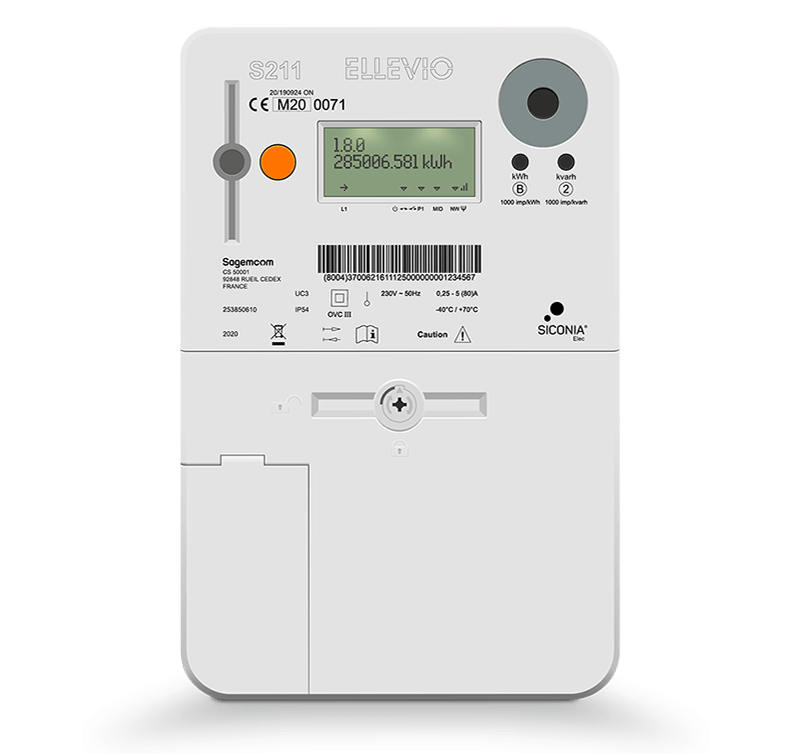 S211 ELLEVIO
20/190924 ON
CE M20 0071
1.8.0
285006.581 kWh
L1 P1 MID NW
kWh kvarh
B 2
1000 imp/kWh 1000 imp/kvarh
Sagemcom
CS 50001
92848 RUEIL CEDEX
FRANCE
(8004)3700621611125000000001234567
UC3 230V ~ 50Hz 0,25 - 5 (80)A
253850610 IP54 OVC III -40°C / +70°C
2020 Caution
SICONIA®
Elec